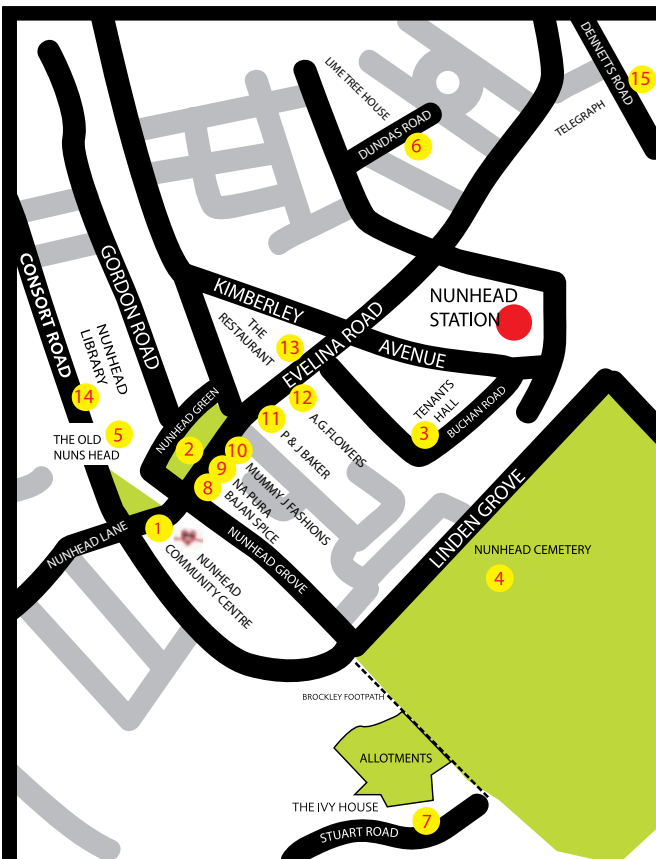 DENNETTS ROAD
15
TELEGRAPH
LIME TREE HOUSE
DUNDAS ROAD
6
CONSORT ROAD
GORDON ROAD
KIMBERLEY
AVENUE
EVELINA ROAD
NUNHEAD
STATION
THE
RESTAURANT
13
NUNHEAD
LIBRARY
14
THE OLD
NUNS HEAD
5
NUNHEAD GREEN
2
12
11
A.G.FLOWERS
P & J BAKER
10
9
8
MUMMY J FASHIONS
NA PURA
BAJAN SPICE
TENANTS
HALL
3
BUCHAN ROAD
NUNHEAD LANE
1
NUNHEAD
COMMUNITY CENTRE
NUNHEAD GROVE
LINDEN GROVE
NUNHEAD CEMETERY
4
BROCKLEY FOOTPATH
ALLOTMENTS
THE IVY HOUSE
7
STUART ROAD